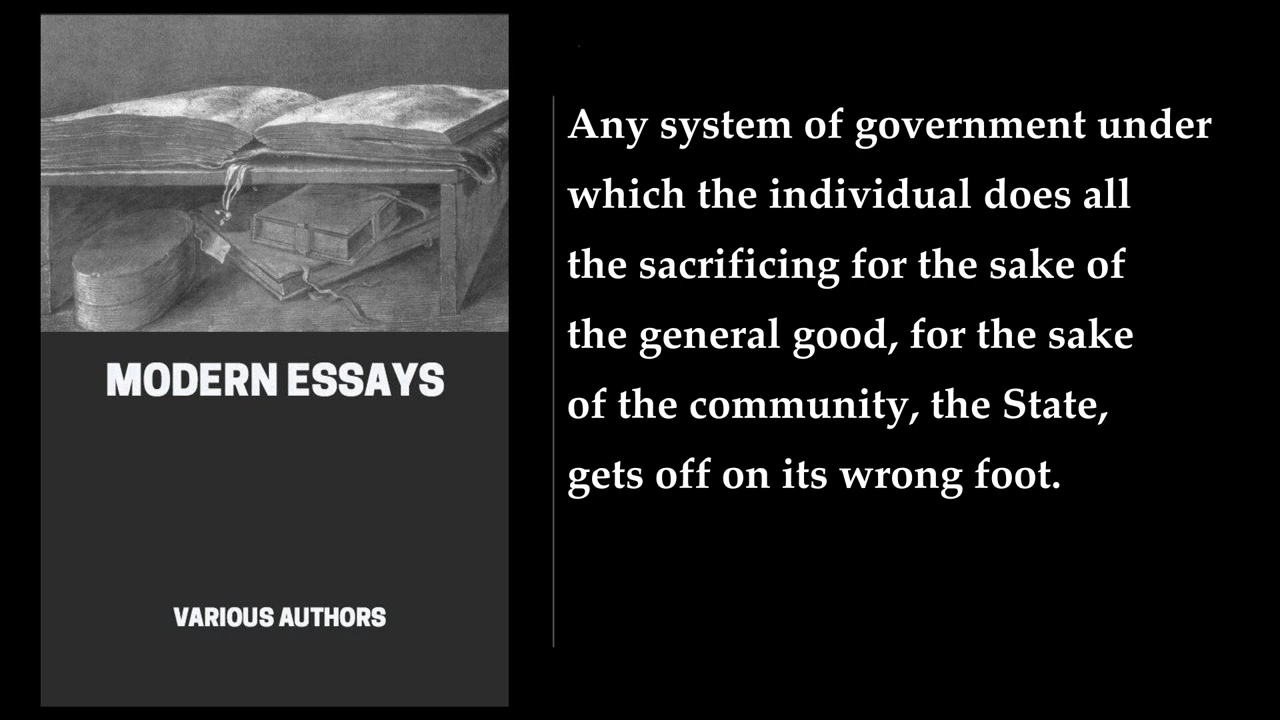 MODERN ESSAYS
VARIOUS AUTHORS
Any system of government under
which the individual does all
the sacrificing for the sake of
the general good, for the sake
of the community, the State,
gets off on its wrong foot.